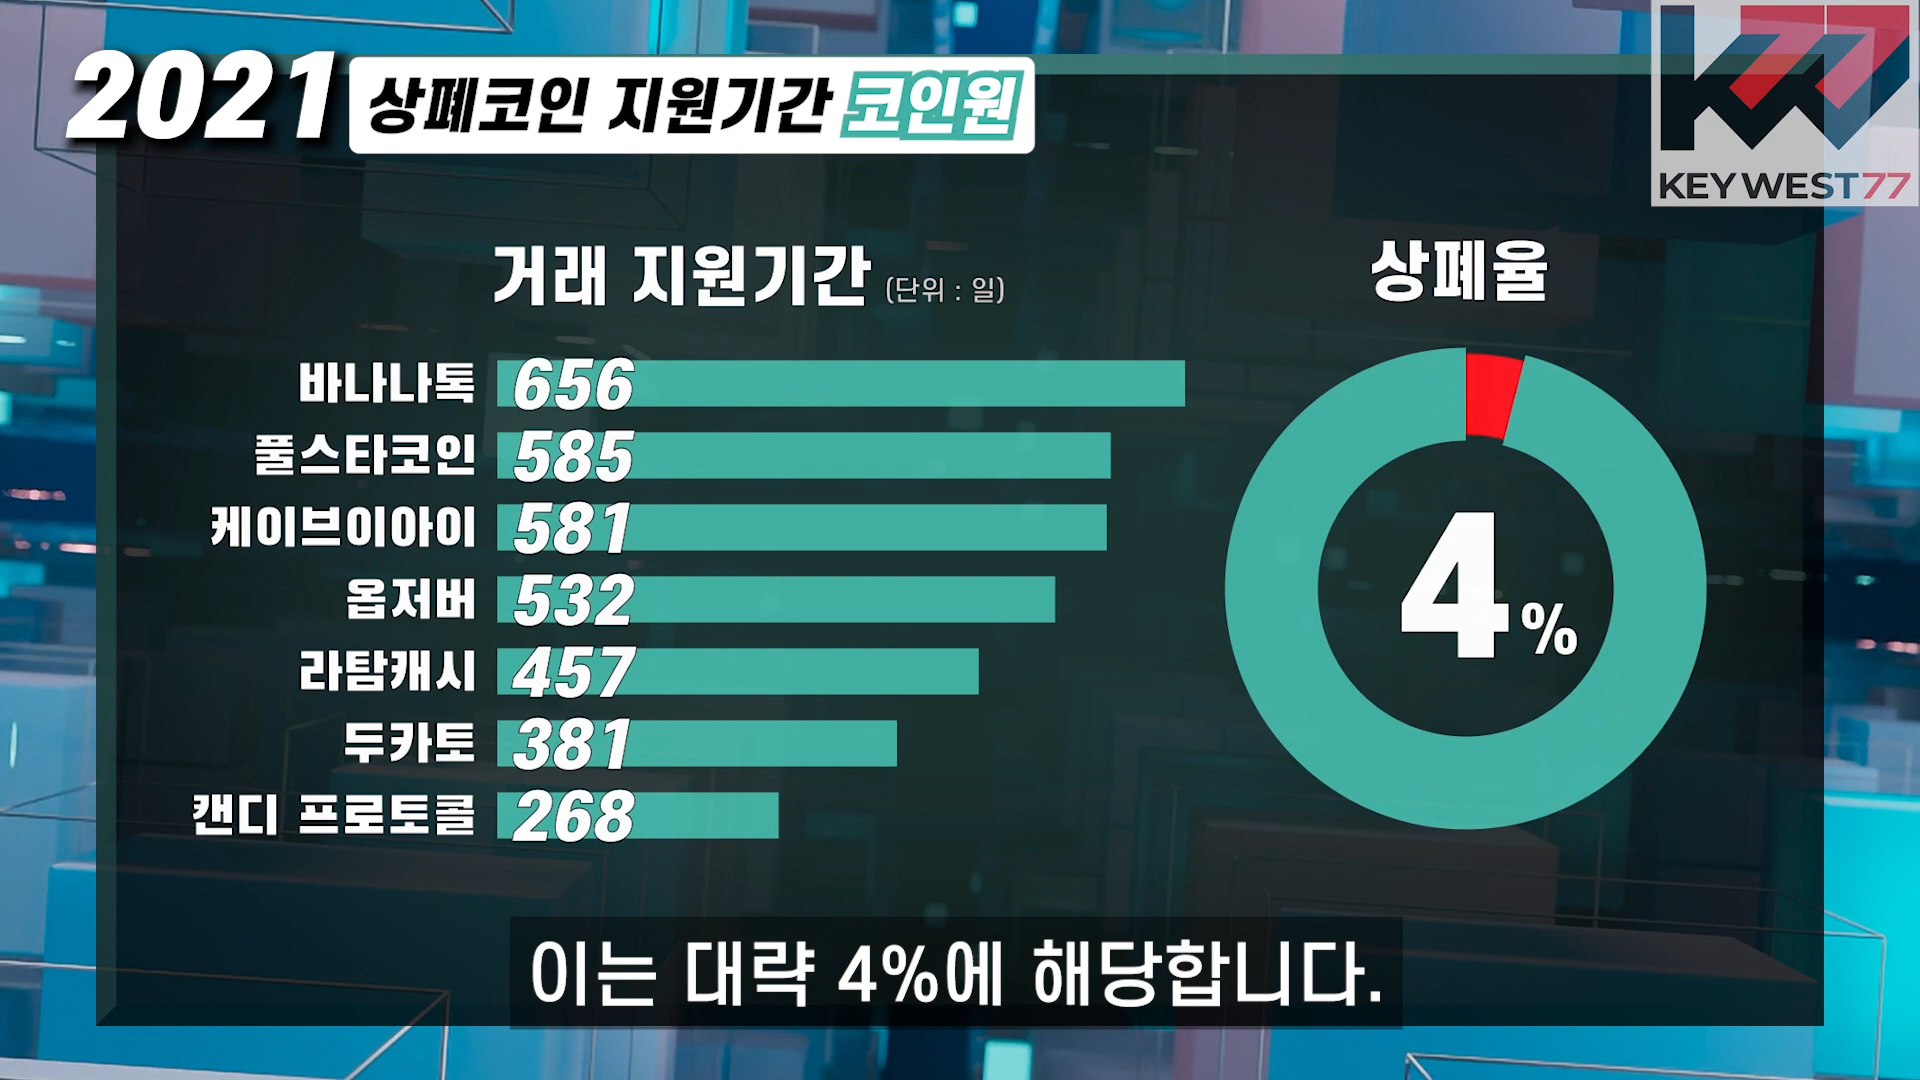 2021 상폐코인 지원기간 코인원
KEYWEST77
거래 지원기간 (단위 : 일)
상폐율
바나나톡 656
풀스타코인 585
케이브이아이 581
옵저버 532
라탐캐시 457
두카토 381
캔디 프로토콜 268
4%
이는 대략 4%에 해당합니다.